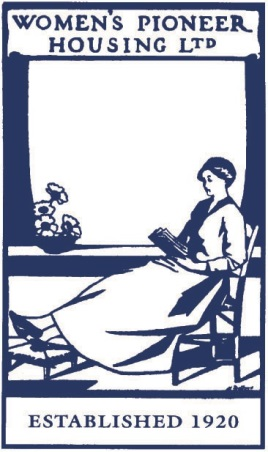 WOMEN'S PIONEER
HOUSING LTD
ESTABLISHED 1920